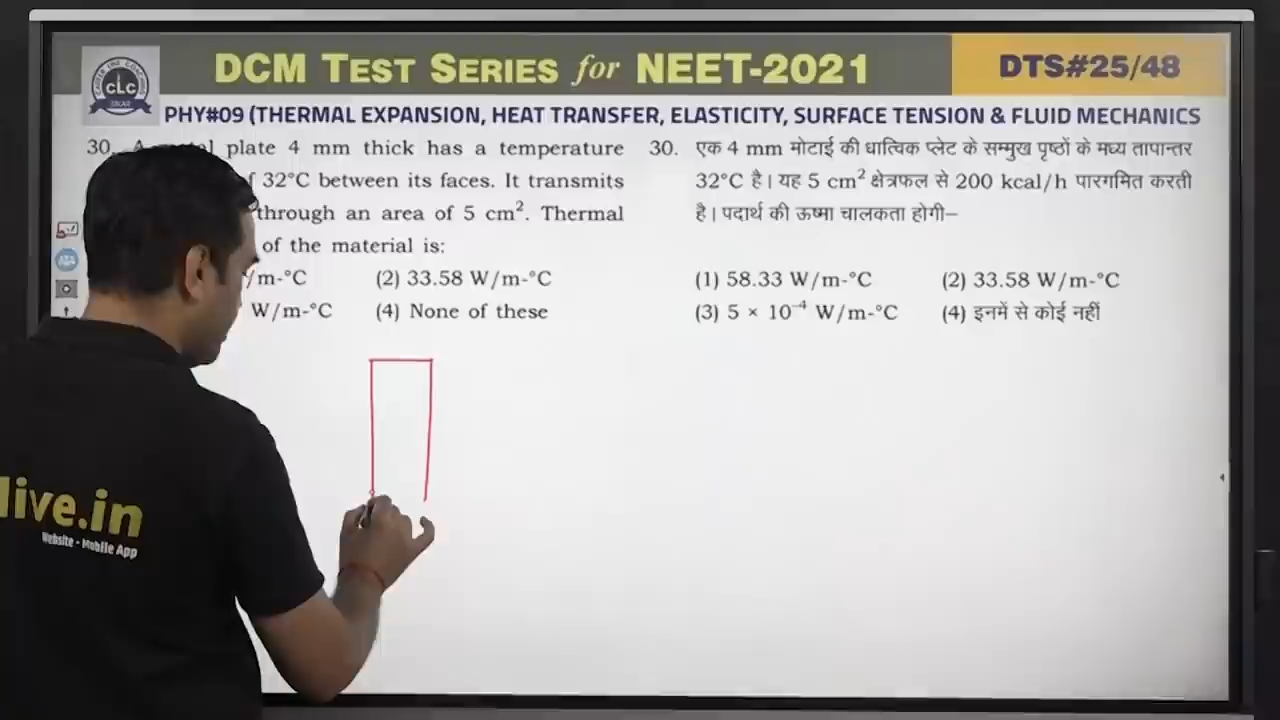 DCM TEST SERIES for NEET-2021
DTS#25/48
CLC
PHY#09 (THERMAL EXPANSION, HEAT TRANSFER, ELASTICITY, SURFACE TENSION & FLUID MECHANICS
30. plate 4 mm thick has a temperature
32°C between its faces. It transmits
through an area of 5 cm². Thermal
of the material is:
/m-°C (2) 33.58 W/m-°C
W/m-°C (4) None of these
30. एक 4 mm मोटाई की धात्विक प्लेट के सम्मुख पृष्ठों के मध्य तापान्तर
32°C है। यह 5 cm² क्षेत्रफल से 200 kcal/h पारगमित करती
है। पदार्थ की ऊष्मा चालकता होगी–
(1) 58.33 W/m-°C (2) 33.58 W/m-°C
(3) 5 × 10⁻⁴ W/m-°C (4) इनमें से कोई नहीं
live.in
Website - Mobile App